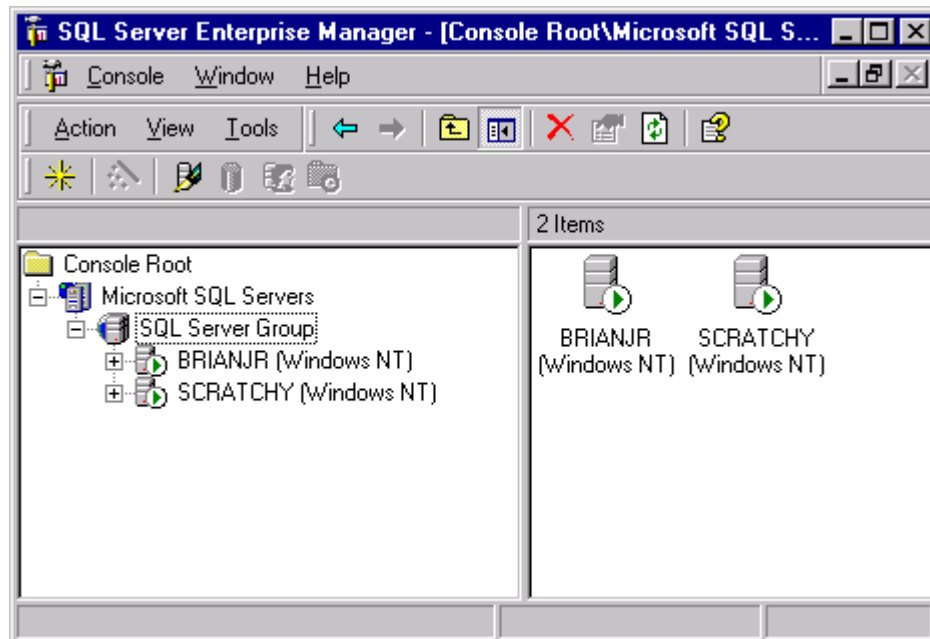 SQL Server Enterprise Manager - [Console Root\Microsoft SQL S...
Console Window Help
Action View Tools
2 Items
Console Root
Microsoft SQL Servers
SQL Server Group
BRIANJR (Windows NT)
SCRATCHY (Windows NT)
BRIANJR
(Windows NT)
SCRATCHY
(Windows NT)